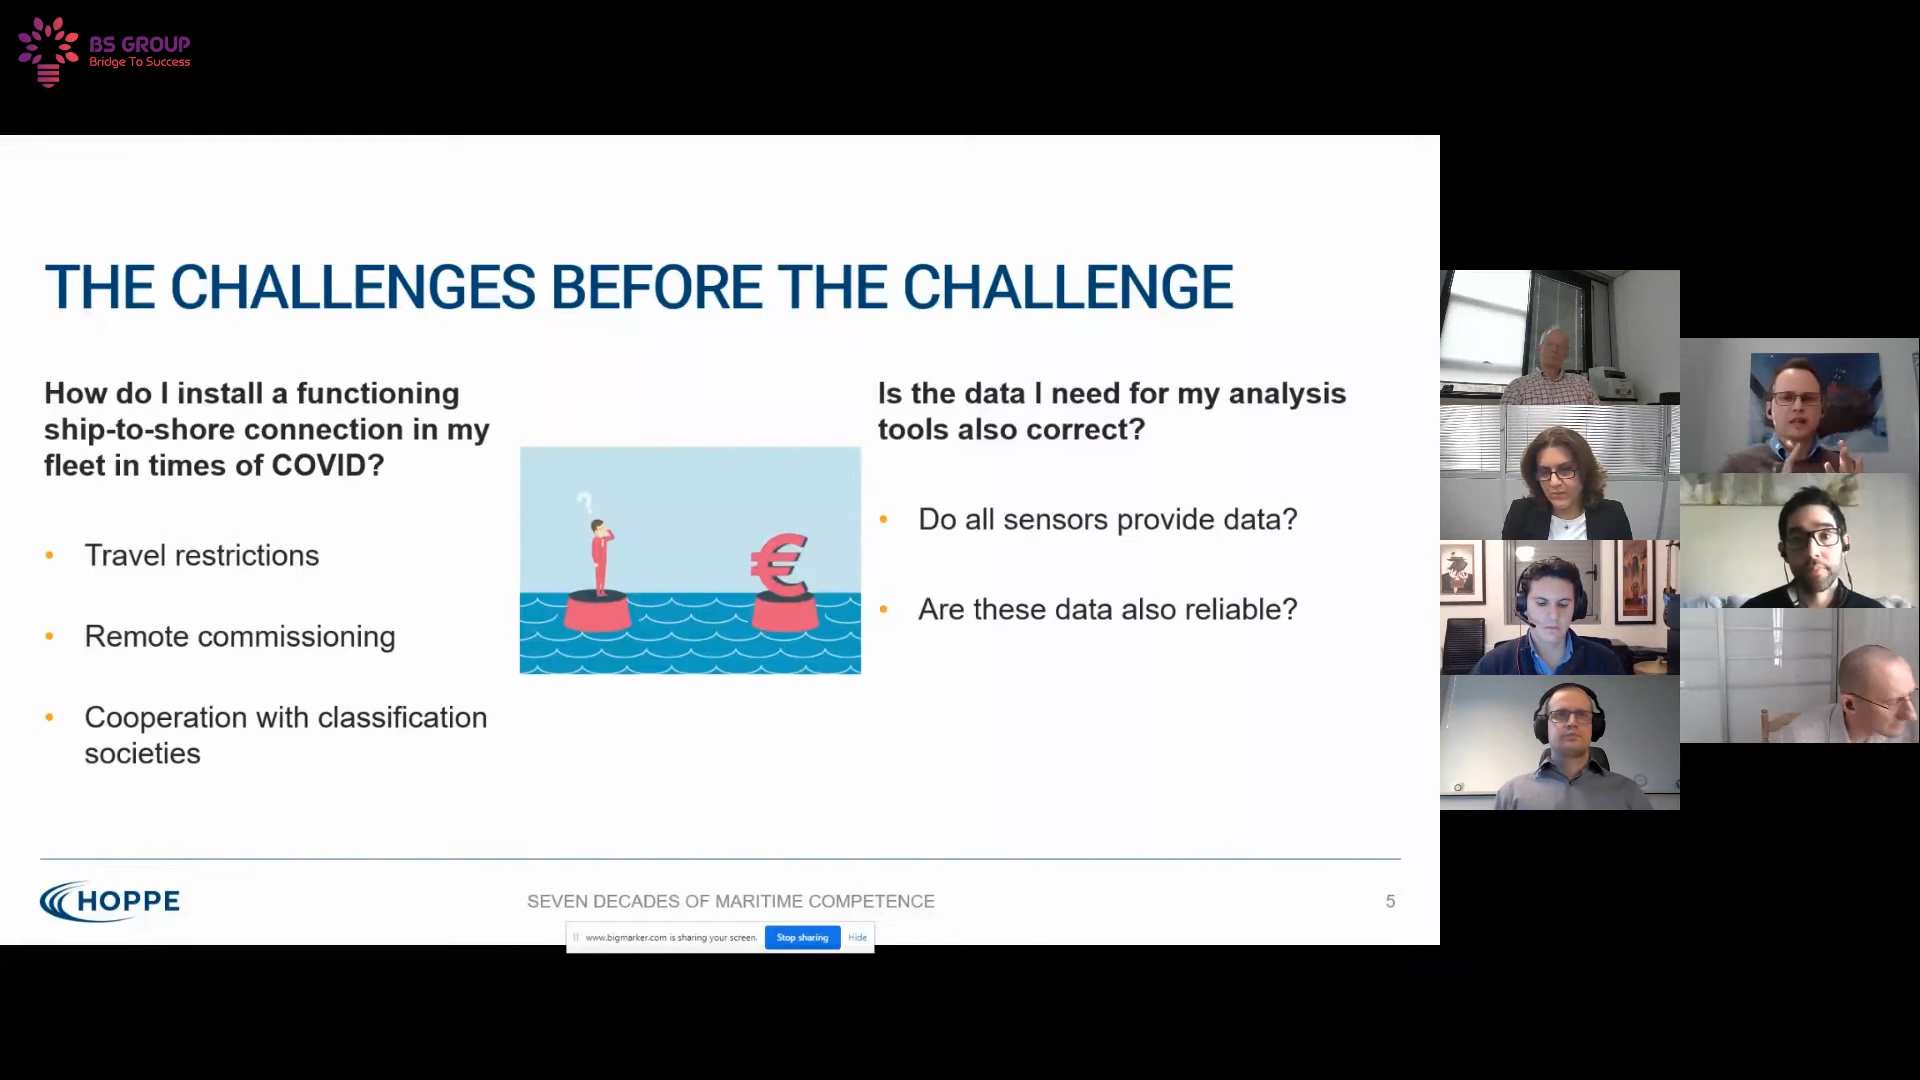 BS GROUP
Bridge To Success
THE CHALLENGES BEFORE THE CHALLENGE
How do I install a functioning
ship-to-shore connection in my
fleet in times of COVID?
• Travel restrictions
• Remote commissioning
• Cooperation with classification
societies
?
€
Is the data I need for my analysis
tools also correct?
• Do all sensors provide data?
• Are these data also reliable?
HOPPE
SEVEN DECADES OF MARITIME COMPETENCE
5
www.bigmarker.com is sharing your screen.
Stop sharing
Hide